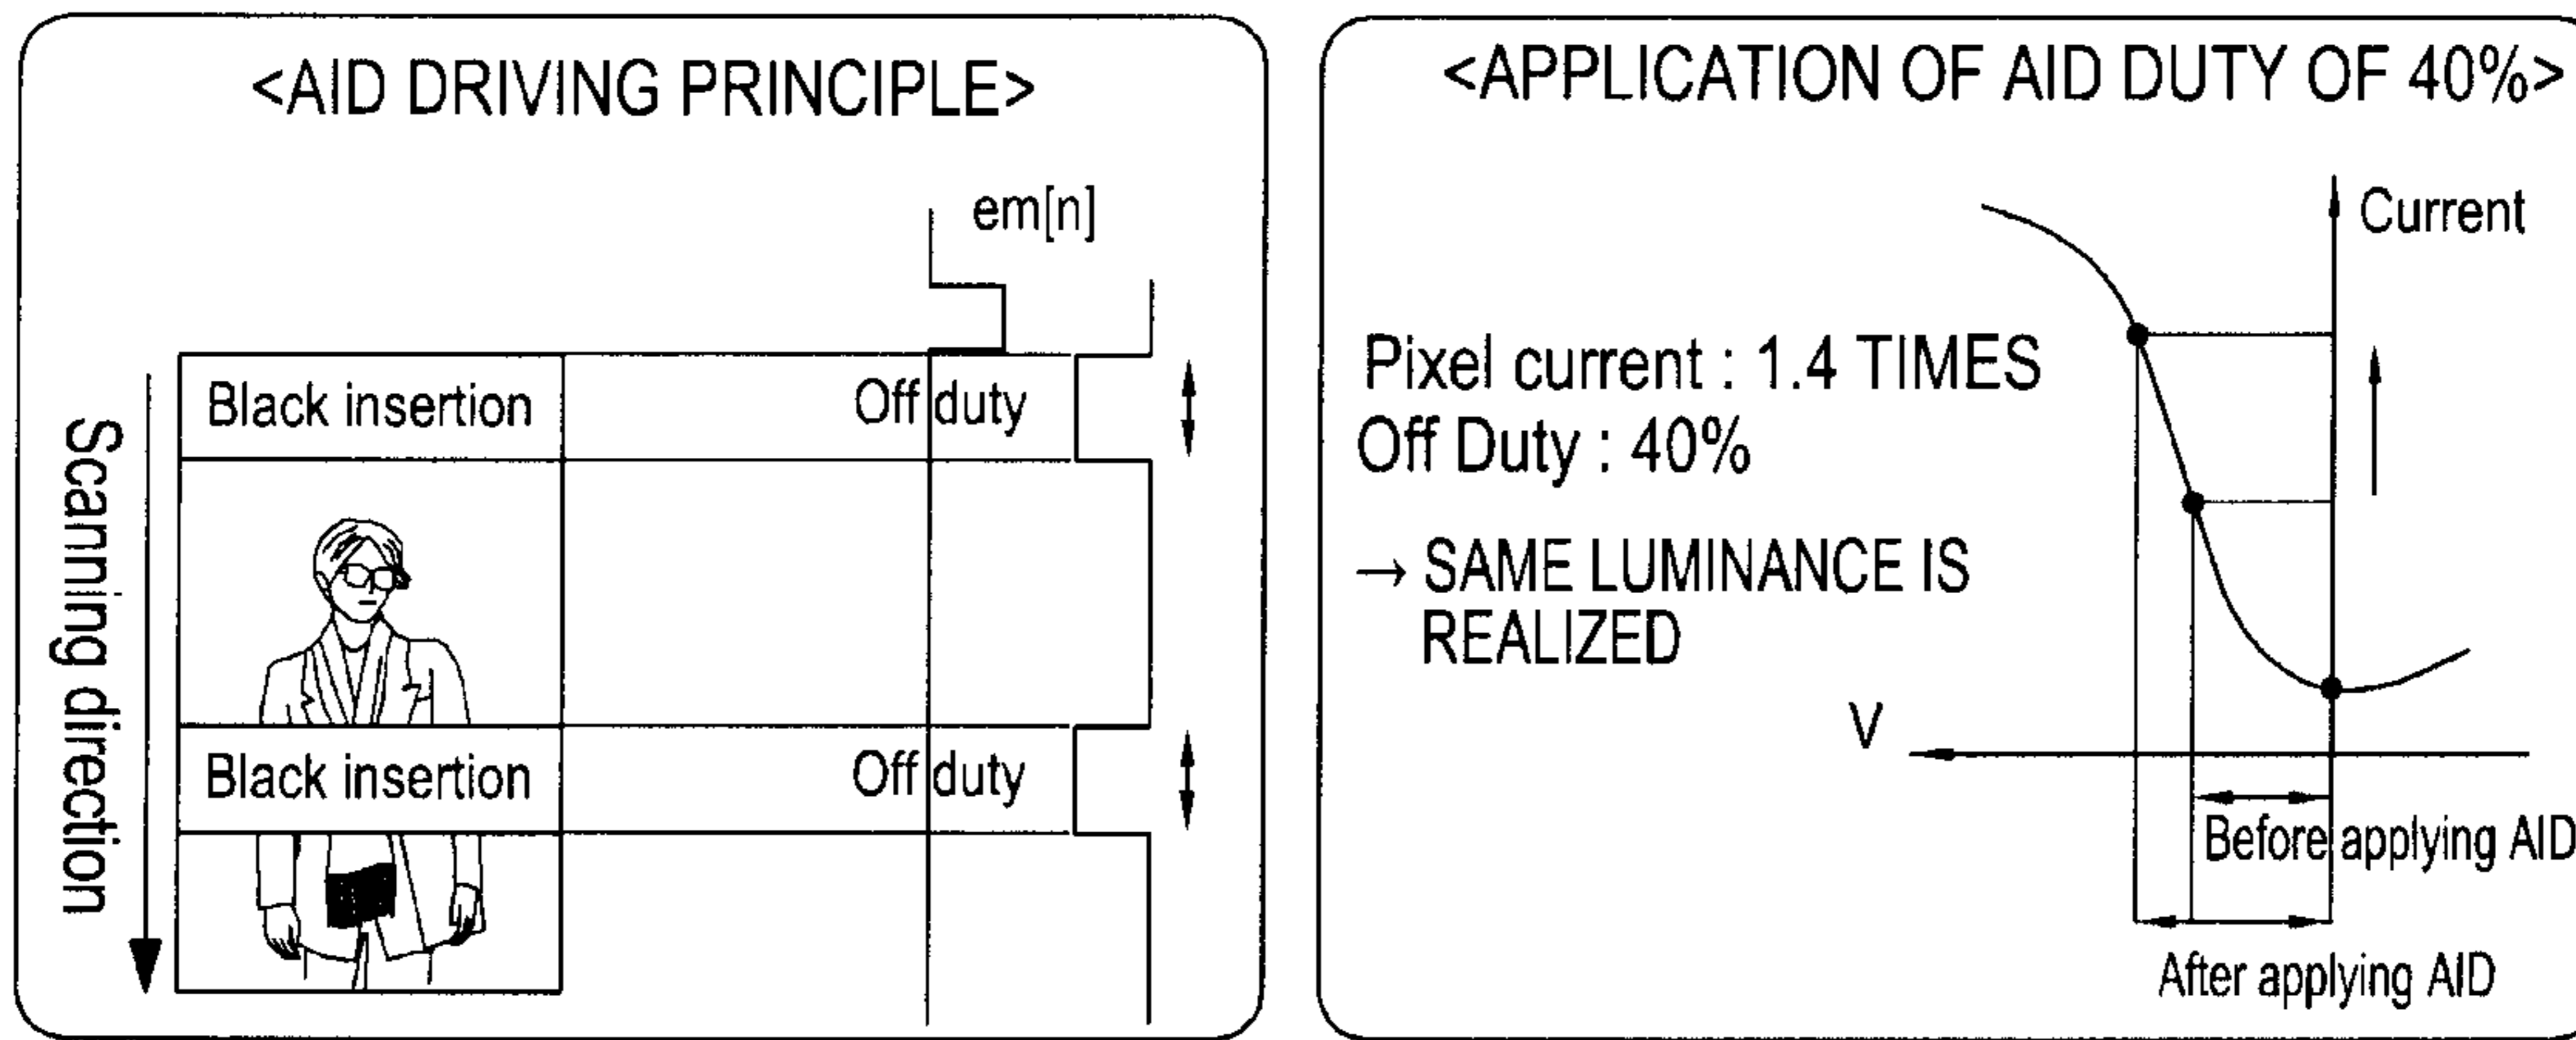 <AID DRIVING PRINCIPLE>
em[n]
Black insertion
Off duty
Scanning direction
Black insertion
Off duty
<APPLICATION OF AID DUTY OF 40%>
Current
Pixel current : 1.4 TIMES
Off Duty : 40%
→ SAME LUMINANCE IS
REALIZED
V
Before applying AID
After applying AID